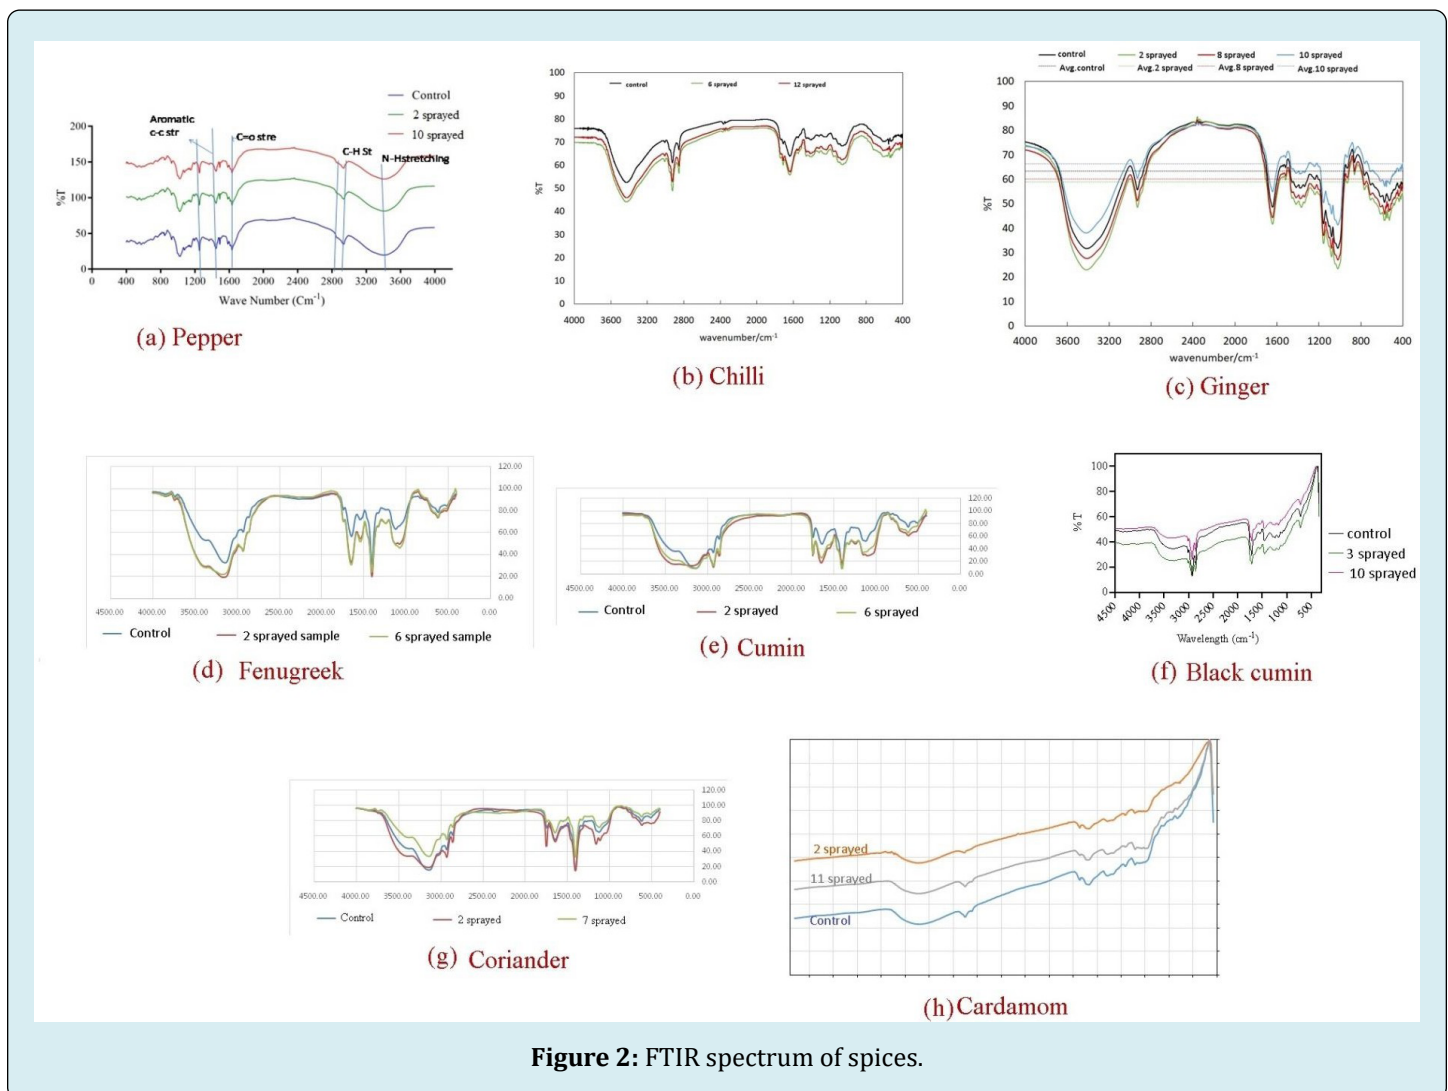 Control
2 sprayed
10 sprayed
Aromatic
c-c str
C=o stre
C-H St
N-Hstretching
200
150
100
50
0
%T
0 400 800 1200 1600 2000 2400 2800 3200 3600 4000
Wave Number (Cm-1)
(a) Pepper
control 6 sprayed 12 sprayed
100
90
80
70
60
50
40
30
20
10
0
%T
4000 3600 3200 2800 2400 2000 1600 1200 800 400
wavenumber/cm-1
(b) Chilli
control 2 sprayed 8 sprayed 10 sprayed
Avg.control Avg.2 sprayed Avg.8 sprayed Avg.10 sprayed
100
90
80
70
60
50
40
30
20
10
0
%T
4000 3600 3200 2800 2400 2000 1600 1200 800 400
wavenumber/cm-1
(c) Ginger
120.00
100.00
80.00
60.00
40.00
20.00
0.00
4500.00 4000.00 3500.00 3000.00 2500.00 2000.00 1500.00 1000.00 500.00 0.00
Control 2 sprayed sample 6 sprayed sample
(d) Fenugreek
120.00
100.00
80.00
60.00
40.00
20.00
0.00
4500.00 4000.00 3500.00 3000.00 2500.00 2000.00 1500.00 1000.00 500.00 0.00
Control 2 sprayed 6 sprayed
(e) Cumin
100
80
60
40
20
0
% T
4500 4000 3500 3000 2500 2000 1500 1000 500
Wavelength (cm-1)
control
3 sprayed
10 sprayed
(f) Black cumin
120.00
100.00
80.00
60.00
40.00
20.00
0.00
4500.00 4000.00 3500.00 3000.00 2500.00 2000.00 1500.00 1000.00 500.00 0.00
Control 2 sprayed 7 sprayed
(g) Coriander
2 sprayed
11 sprayed
Control
(h) Cardamom
Figure 2: FTIR spectrum of spices.